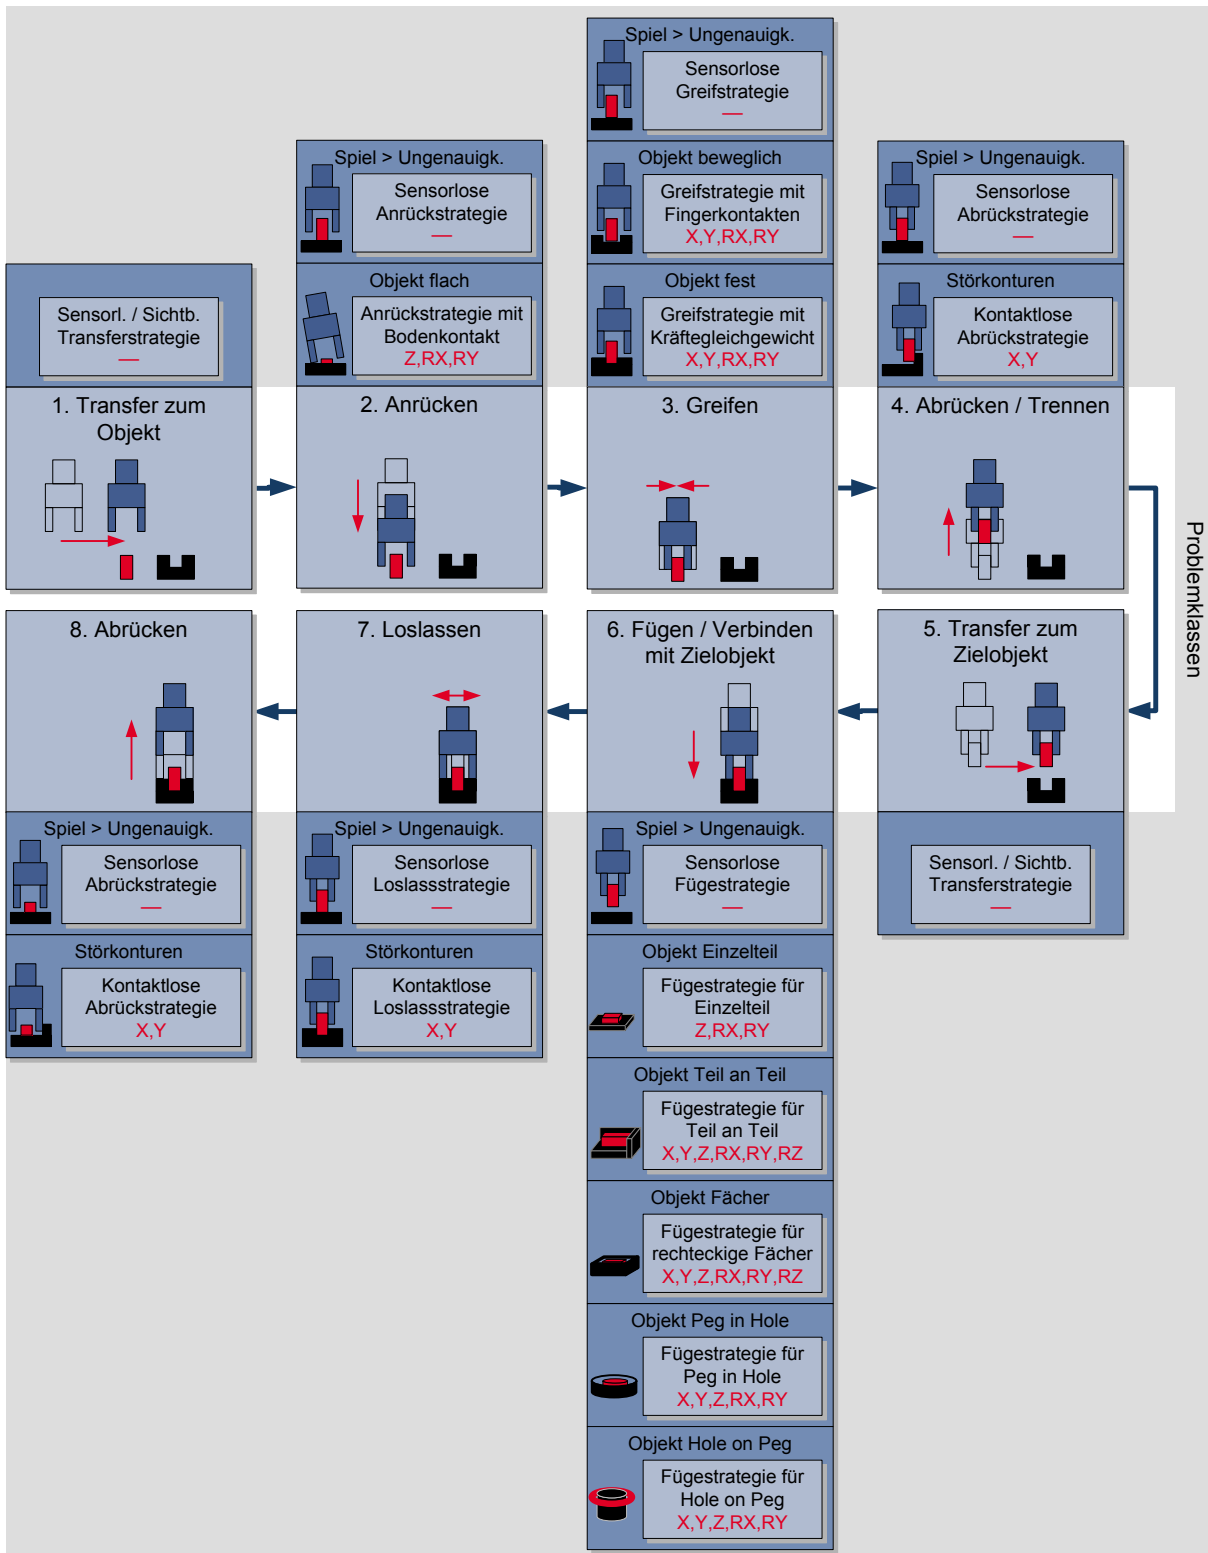 Spiel > Ungenauigk.
Sensorlose
Greifstrategie
—
Objekt beweglich
Greifstrategie mit
Fingerkontakten
X,Y,RX,RY
Objekt fest
Greifstrategie mit
Kräftegleichgewicht
X,Y,RX,RY
Spiel > Ungenauigk.
Sensorlose
Anrückstrategie
—
Objekt flach
Anrückstrategie mit
Bodenkontakt
Z,RX,RY
Spiel > Ungenauigk.
Sensorlose
Abrückstrategie
—
Störkonturen
Kontaktlose
Abrückstrategie
X,Y
Sensorl. / Sichtb.
Transferstrategie
—
1. Transfer zum
Objekt
2. Anrücken
3. Greifen
4. Abrücken / Trennen
Problemklassen
8. Abrücken
7. Loslassen
6. Fügen / Verbinden
mit Zielobjekt
5. Transfer zum
Zielobjekt
Spiel > Ungenauigk.
Sensorlose
Abrückstrategie
—
Störkonturen
Kontaktlose
Abrückstrategie
X,Y
Spiel > Ungenauigk.
Sensorlose
Loslassstrategie
—
Störkonturen
Kontaktlose
Loslassstrategie
X,Y
Spiel > Ungenauigk.
Sensorlose
Fügestrategie
—
Objekt Einzelteil
Fügestrategie für
Einzelteil
Z,RX,RY
Objekt Teil an Teil
Fügestrategie für
Teil an Teil
X,Y,Z,RX,RY,RZ
Objekt Fächer
Fügestrategie für
rechteckige Fächer
X,Y,Z,RX,RY,RZ
Objekt Peg in Hole
Fügestrategie für
Peg in Hole
X,Y,Z,RX,RY
Objekt Hole on Peg
Fügestrategie für
Hole on Peg
X,Y,Z,RX,RY
Sensorl. / Sichtb.
Transferstrategie
—